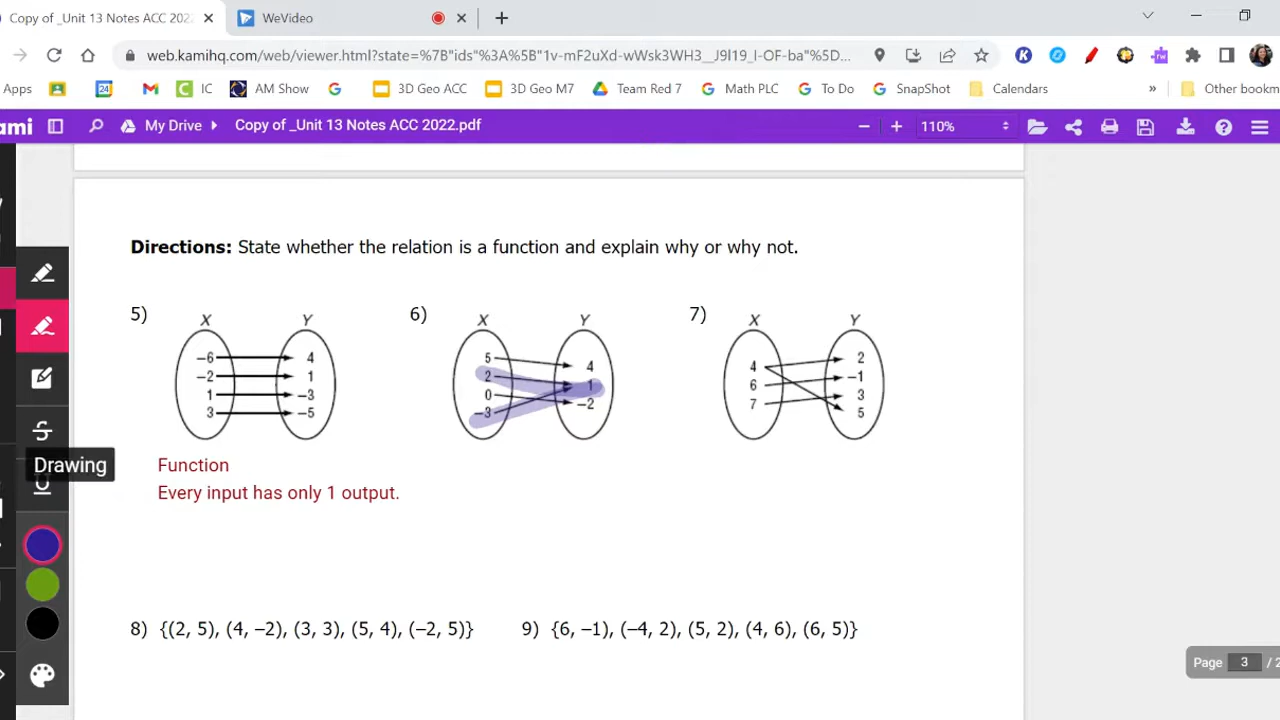 Copy of _Unit 13 Notes ACC 202
WeVideo
web.kamihq.com/web/viewer.html?state=%7B"ids"%3A%5B"1v-mF2uXd-wWsk3WH3__J9I19_I-OF-ba"%5D...
Apps
IC
AM Show
3D Geo ACC
3D Geo M7
Team Red 7
Math PLC
To Do
SnapShot
Calendars
»
Other bookm
ami
My Drive
Copy of _Unit 13 Notes ACC 2022.pdf
110%
Directions: State whether the relation is a function and explain why or why not.
5)
X Y
–6 4
–2 1
1 –3
3 –5
Function
Every input has only 1 output.
6)
X Y
5 4
2 1
0 –2
–3
7)
X Y
4 2
6 –1
7 3
5
Drawing
8) {(2, 5), (4, –2), (3, 3), (5, 4), (–2, 5)}
9) {6, –1), (–4, 2), (5, 2), (4, 6), (6, 5)}
Page 3 / 2